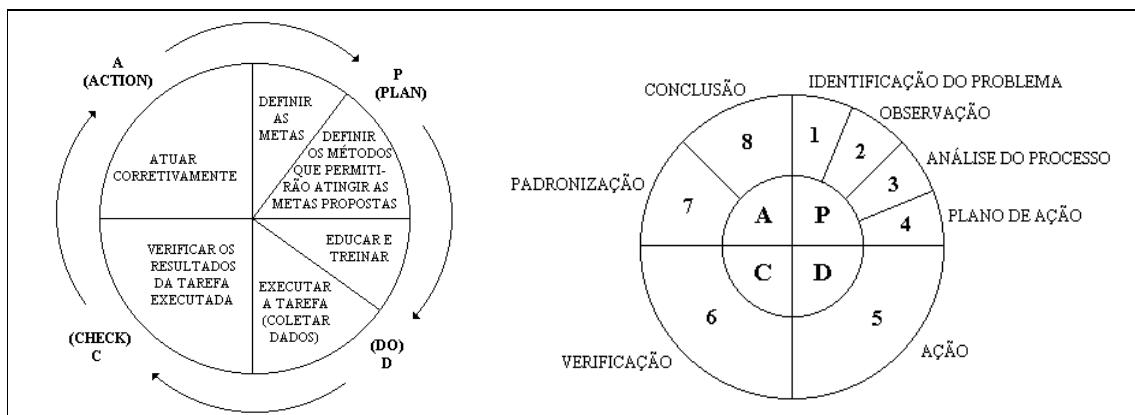 A
(ACTION)
P
(PLAN)
DEFINIR
AS
METAS
DEFINIR
OS MÉTODOS
QUE PERMITI-
RÃO ATINGIR AS
METAS PROPOSTAS
ATUAR
CORRETIVAMENTE
VERIFICAR OS
RESULTADOS
DA TAREFA
EXECUTADA
EDUCAR E
TREINAR
EXECUTAR
A TAREFA
(COLETAR
DADOS)
(CHECK)
C
(DO)
D
CONCLUSÃO
IDENTIFICAÇÃO DO PROBLEMA
OBSERVAÇÃO
ANÁLISE DO PROCESSO
PLANO DE AÇÃO
PADRONIZAÇÃO
8
1
2
3
4
7
A
P
C
D
6
5
VERIFICAÇÃO
AÇÃO